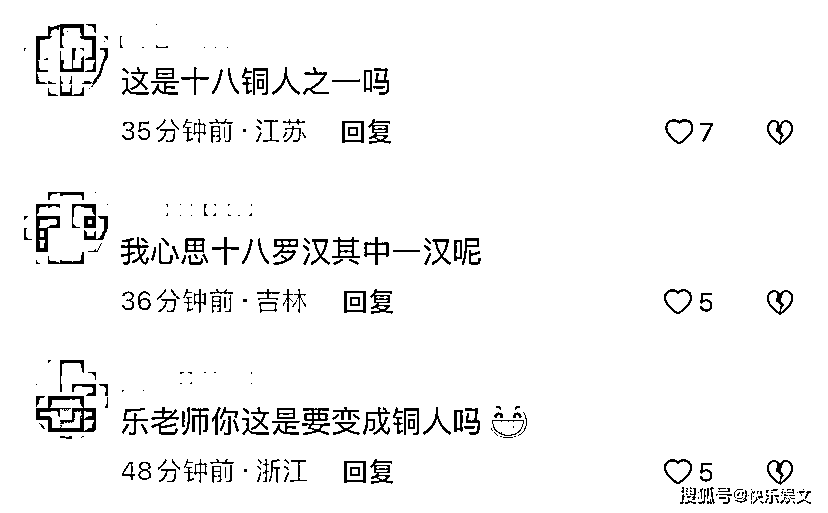 这是十八铜人之一吗
35分钟前·江苏 回复 7
我心思十八罗汉其中一汉呢
36分钟前·吉林 回复 5
乐老师你这是要变成铜人吗😄
48分钟前·浙江 回复 5
搜狐号@快乐娱文